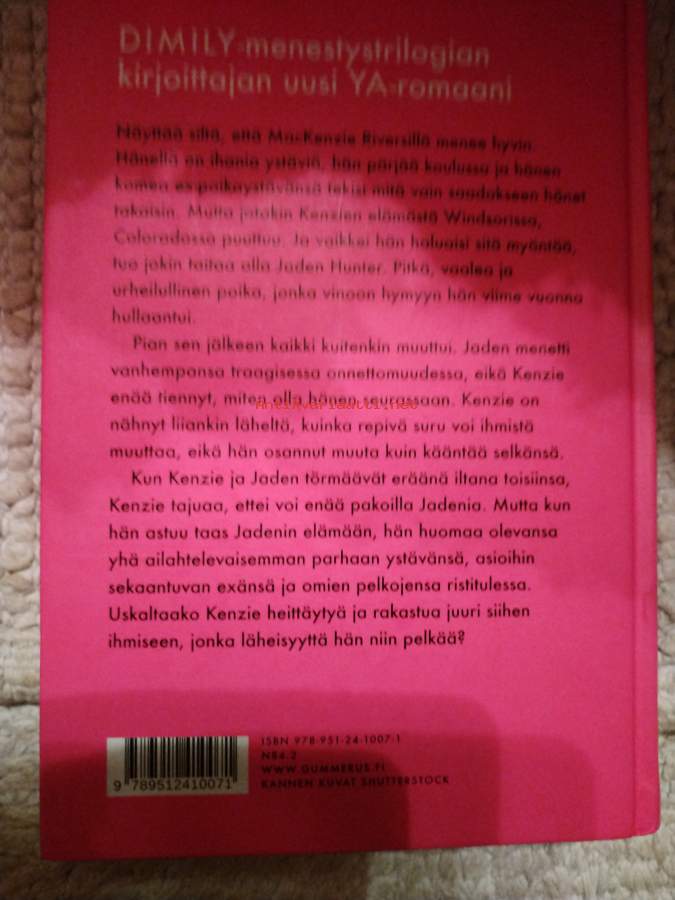 DIMILY-menestystrilogian
kirjoittajan uusi YA-romaani
Näyttää siltä, että MacKenzie Riversillä menee hyvin.
Hänellä on ihania ystäviä, hän pärjää koulussa ja hänen
komea ex-poikaystävänsä tekisi mitä vain saadakseen hänet
takaisin. Mutta jotakin Kenzien elämästä Windsorissa,
Coloradossa puuttuu. Ja vaikkei hän haluaisi sitä myöntää,
tuo jokin taitaa olla Jaden Hunter. Pitkä, vaalea ja
urheilullinen poika, jonka vinoon hymyyn hän viime vuonna
hullaantui.
Pian sen jälkeen kaikki kuitenkin muuttui. Jaden menetti
vanhempansa traagisessa onnettomuudessa, eikä Kenzie
enää tiennyt, miten olla hänen seurassaan. Kenzie on
nähnyt liiankin läheltä, kuinka repivä suru voi ihmistä
muuttaa, eikä hän osannut muuta kuin kääntää selkänsä.
Kun Kenzie ja Jaden törmäävät eräänä iltana toisiinsa,
Kenzie tajuaa, ettei voi enää pakoilla Jadenia. Mutta kun
hän astuu taas Jadenin elämään, hän huomaa olevansa
yhä ailahtelevaisemman parhaan ystävänsä, asioihin
sekaantuvan exänsä ja omien pelkojensa ristitulessa.
Uskaltaako Kenzie heittäytyä ja rakastua juuri siihen
ihmiseen, jonka läheisyyttä hän niin pelkää?
Antikvariaatti.net
ISBN 978-951-24-1007-1
N84.2
WWW.GUMMERUS.FI
KANNEN KUVAT SHUTTERSTOCK
9 789512 410071